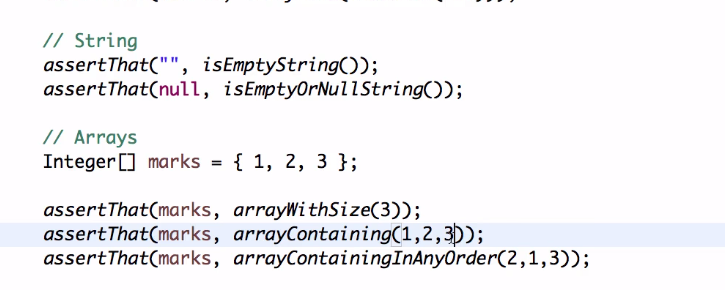 // String
assertThat("", isEmptyString());
assertThat(null, isEmptyOrNullString());
// Arrays
Integer[] marks = { 1, 2, 3 };
assertThat(marks, arrayWithSize(3));
assertThat(marks, arrayContaining(1,2,3));
assertThat(marks, arrayContainingInAnyOrder(2,1,3));